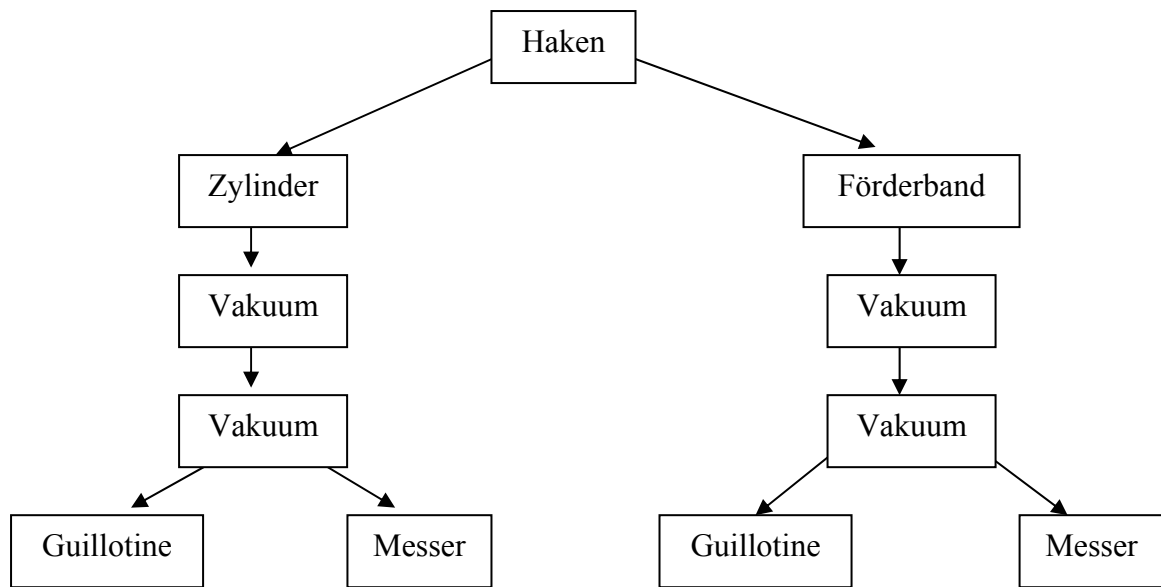 Haken
Zylinder
Förderband
Vakuum
Vakuum
Vakuum
Vakuum
Guillotine
Messer
Guillotine
Messer